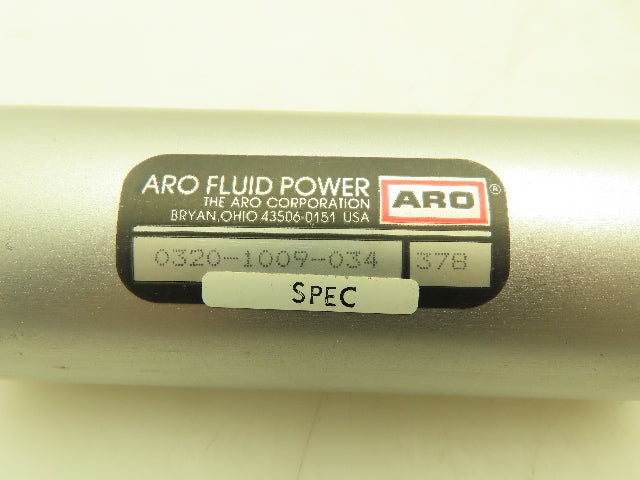 ARO FLUID POWER
THE ARO CORPORATION
BRYAN, OHIO 43506-0151 USA
ARO®
0320-1009-034 378
SPEC